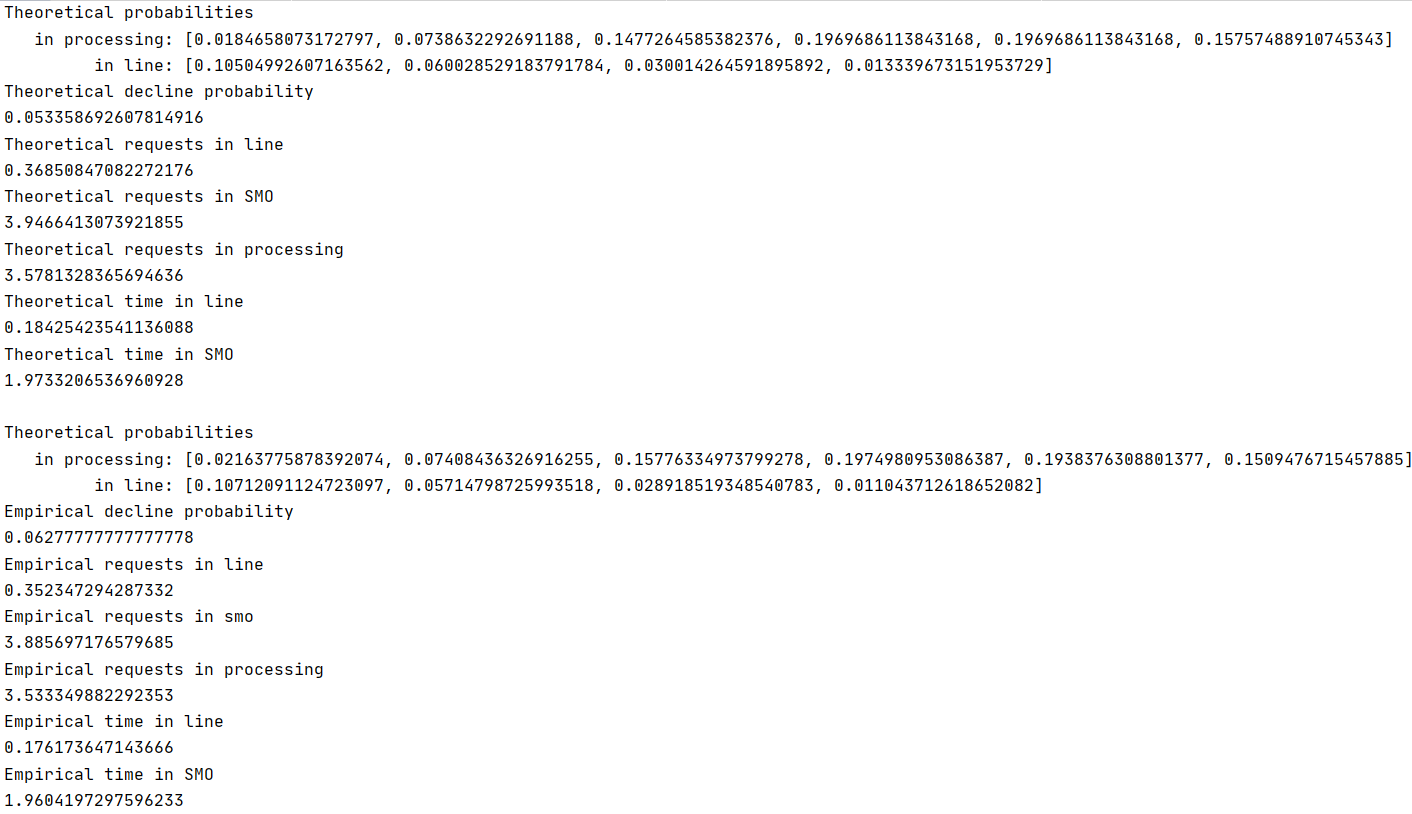 Theoretical probabilities
in processing: [0.0184658073172797, 0.0738632292691188, 0.1477264585382376, 0.1969686113843168, 0.1969686113843168, 0.15757488910745343]
in line: [0.10504992607163562, 0.060028529183791784, 0.030014264591895892, 0.013339673151953729]
Theoretical decline probability
0.053358692607814916
Theoretical requests in line
0.36850847082272176
Theoretical requests in SMO
3.9466413073921855
Theoretical requests in processing
3.5781328365694636
Theoretical time in line
0.18425423541136088
Theoretical time in SMO
1.9733206536960928
Theoretical probabilities
in processing: [0.02163775878392074, 0.07408436326916255, 0.15776334973799278, 0.1974980953086387, 0.1938376308801377, 0.1509476715457885]
in line: [0.10712091124723097, 0.05714798725993518, 0.028918519348540783, 0.011043712618652082]
Empirical decline probability
0.06277777777777778
Empirical requests in line
0.352347294287332
Empirical requests in smo
3.885697176579685
Empirical requests in processing
3.533349882292353
Empirical time in line
0.176173647143666
Empirical time in SMO
1.9604197297596233